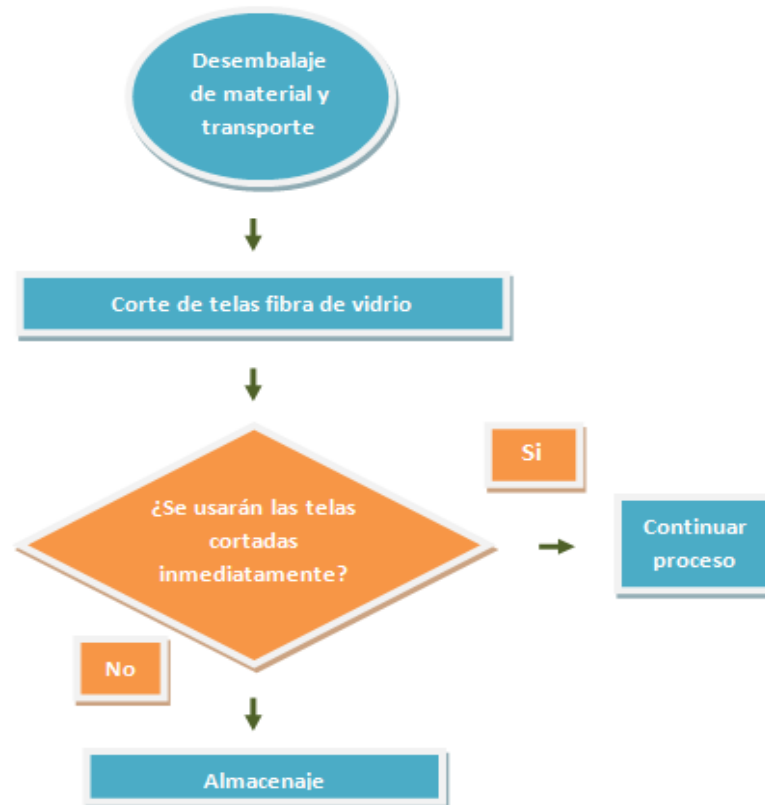 Desembalaje
de material y
transporte
Corte de telas fibra de vidrio
Si
¿Se usarán las telas
cortadas
inmediatamente?
Continuar
proceso
No
Almacenaje